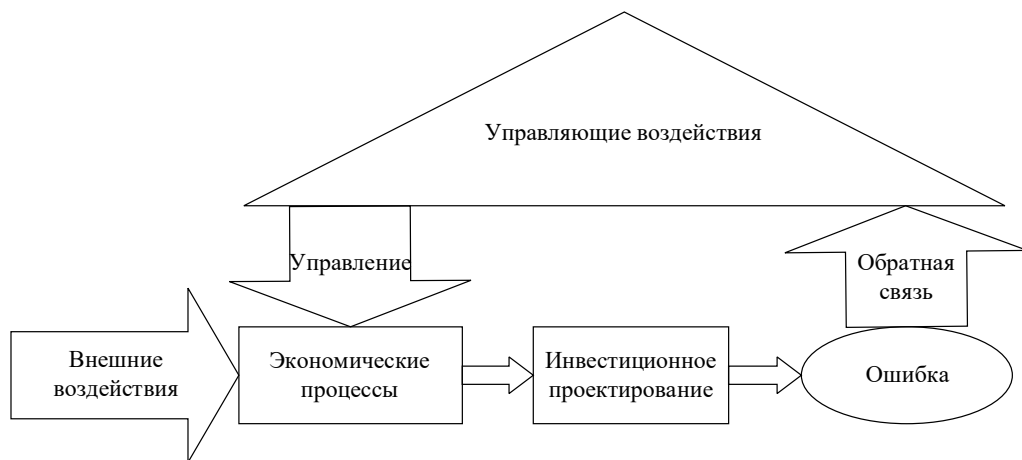 Управляющие воздействия
Управление
Обратная
связь
Внешние
воздействия
Экономические
процессы
Инвестиционное
проектирование
Ошибка